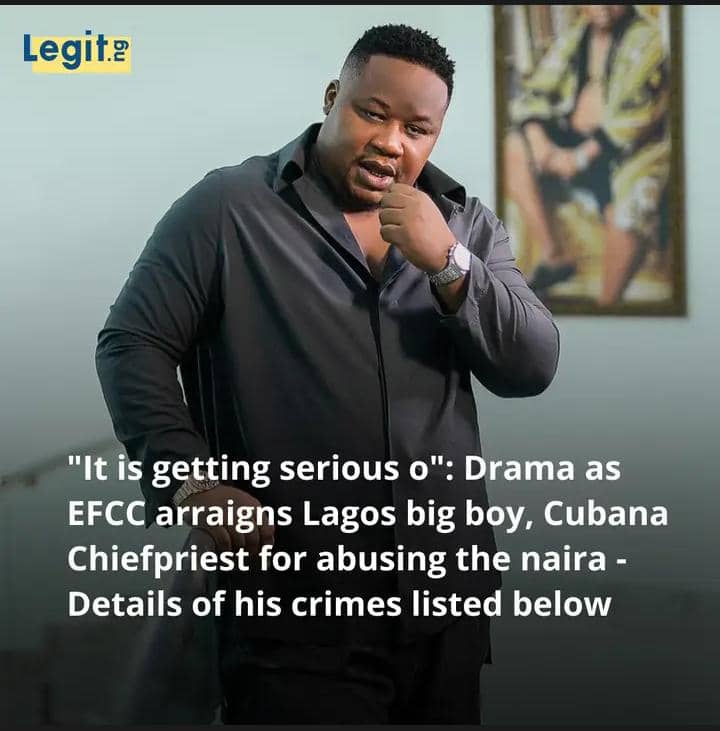 Legit.ng
"It is getting serious o": Drama as
EFCC arraigns Lagos big boy, Cubana
Chiefpriest for abusing the naira -
Details of his crimes listed below